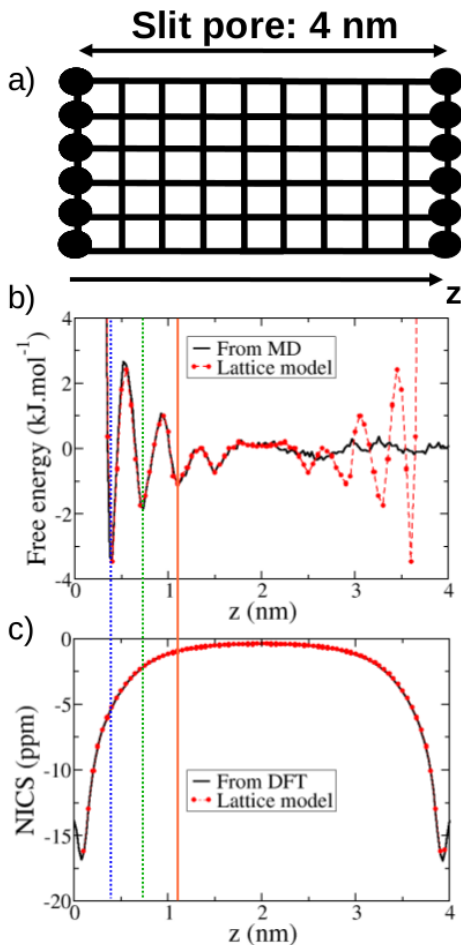 Slit pore: 4 nm
a)
z
b)
Free energy (kJ.mol⁻¹)
4
2
0
-2
-4
From MD
Lattice model
0 1 2 3 4
z (nm)
c)
NICS (ppm)
0
-5
-10
-15
-20
From DFT
Lattice model
0 1 2 3 4
z (nm)